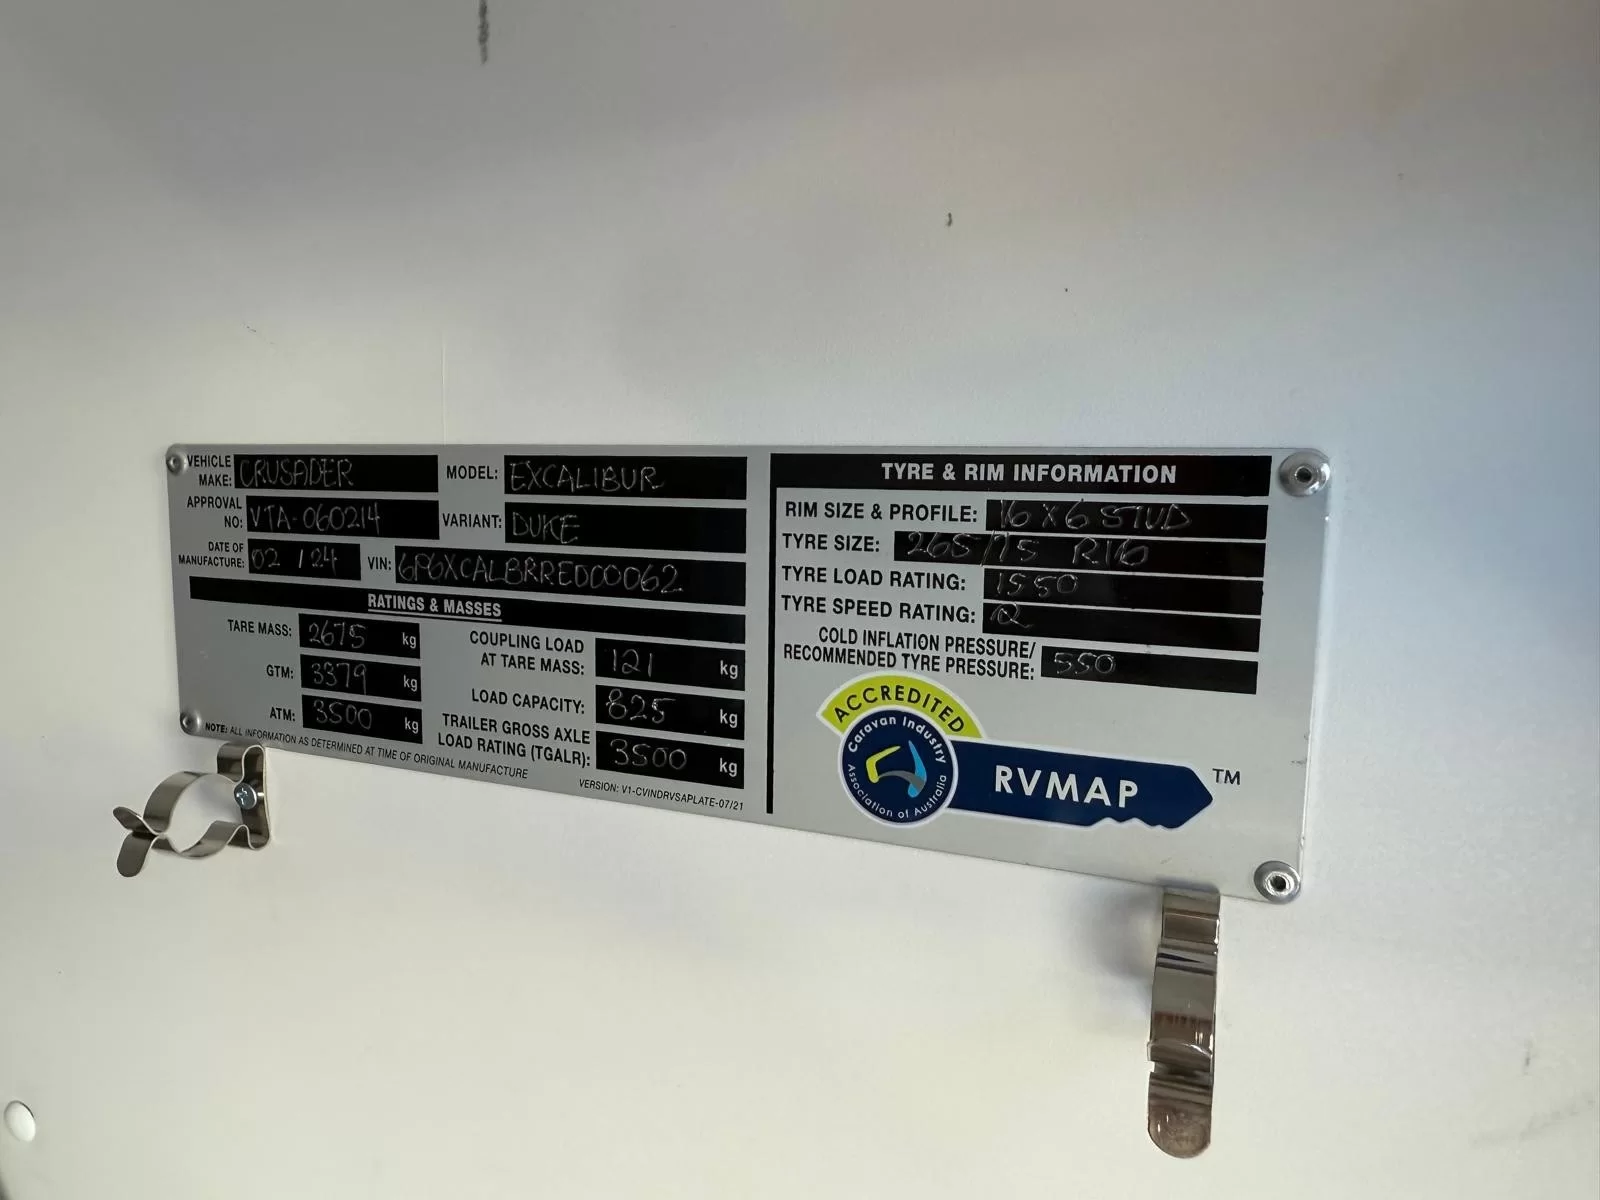 VEHICLE MAKE: CRUSADER
MODEL: EXCALIBUR
APPROVAL NO: VTA-060214
VARIANT: DUKE
DATE OF MANUFACTURE: 02 / 24
VIN: 6P6XCALBRRED00062
RATINGS & MASSES
TARE MASS: 2675 kg
GTM: 3379 kg
ATM: 3500 kg
COUPLING LOAD AT TARE MASS: 121 kg
LOAD CAPACITY: 825 kg
TRAILER GROSS AXLE LOAD RATING (TGALR): 3500 kg
NOTE: ALL INFORMATION AS DETERMINED AT TIME OF ORIGINAL MANUFACTURE
VERSION: V1-CVINDRVSAPLATE-07/21
TYRE & RIM INFORMATION
RIM SIZE & PROFILE: 16 X 6 STUD
TYRE SIZE: 265/75 R16
TYRE LOAD RATING: 1550
TYRE SPEED RATING: Q
COLD INFLATION PRESSURE/
RECOMMENDED TYRE PRESSURE: 550
ACCREDITED
Caravan Industry
Association of Australia
RVMAP TM